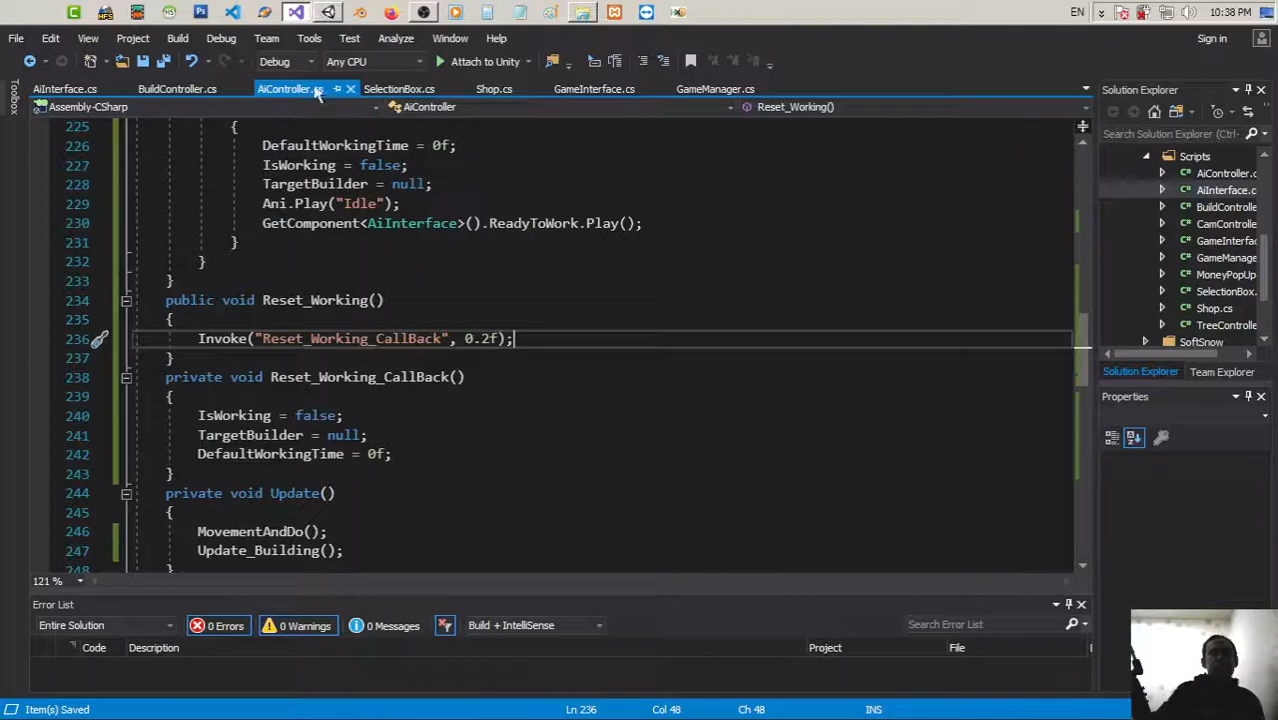 EN
10:38 PM
File Edit View Project Build Debug Team Tools Test Analyze Window Help
Sign in
Debug Any CPU Attach to Unity
Toolbox
AiInterface.cs BuildController.cs AiController.cs SelectionBox.cs Shop.cs GameInterface.cs GameManager.cs
Assembly-CSharp AiController Reset_Working()
225 {
226 DefaultWorkingTime = 0f;
227 IsWorking = false;
228 TargetBuilder = null;
229 Ani.Play("Idle");
230 GetComponent<AiInterface>().ReadyToWork.Play();
231 }
232 }
233 }
234 public void Reset_Working()
235 {
236 Invoke("Reset_Working_CallBack", 0.2f);
237 }
238 private void Reset_Working_CallBack()
239 {
240 IsWorking = false;
241 TargetBuilder = null;
242 DefaultWorkingTime = 0f;
243 }
244 private void Update()
245 {
246 MovementAndDo();
247 Update_Building();
248 }
121 %
Solution Explorer
Search Solution Explorer
Scripts
C# AiController.c
C# AiInterface.c
C# BuildControlle
C# CamController
C# GameInterfac
C# GameManage
C# MoneyPopUp
C# SelectionBox.
C# Shop.cs
C# TreeControlle
SoftSnow
Solution Explorer Team Explorer
Properties
Error List
Entire Solution 0 Errors 0 Warnings 0 Messages Build + IntelliSense Search Error List
Code Description Project File
Item(s) Saved Ln 236 Col 48 Ch 48 INS